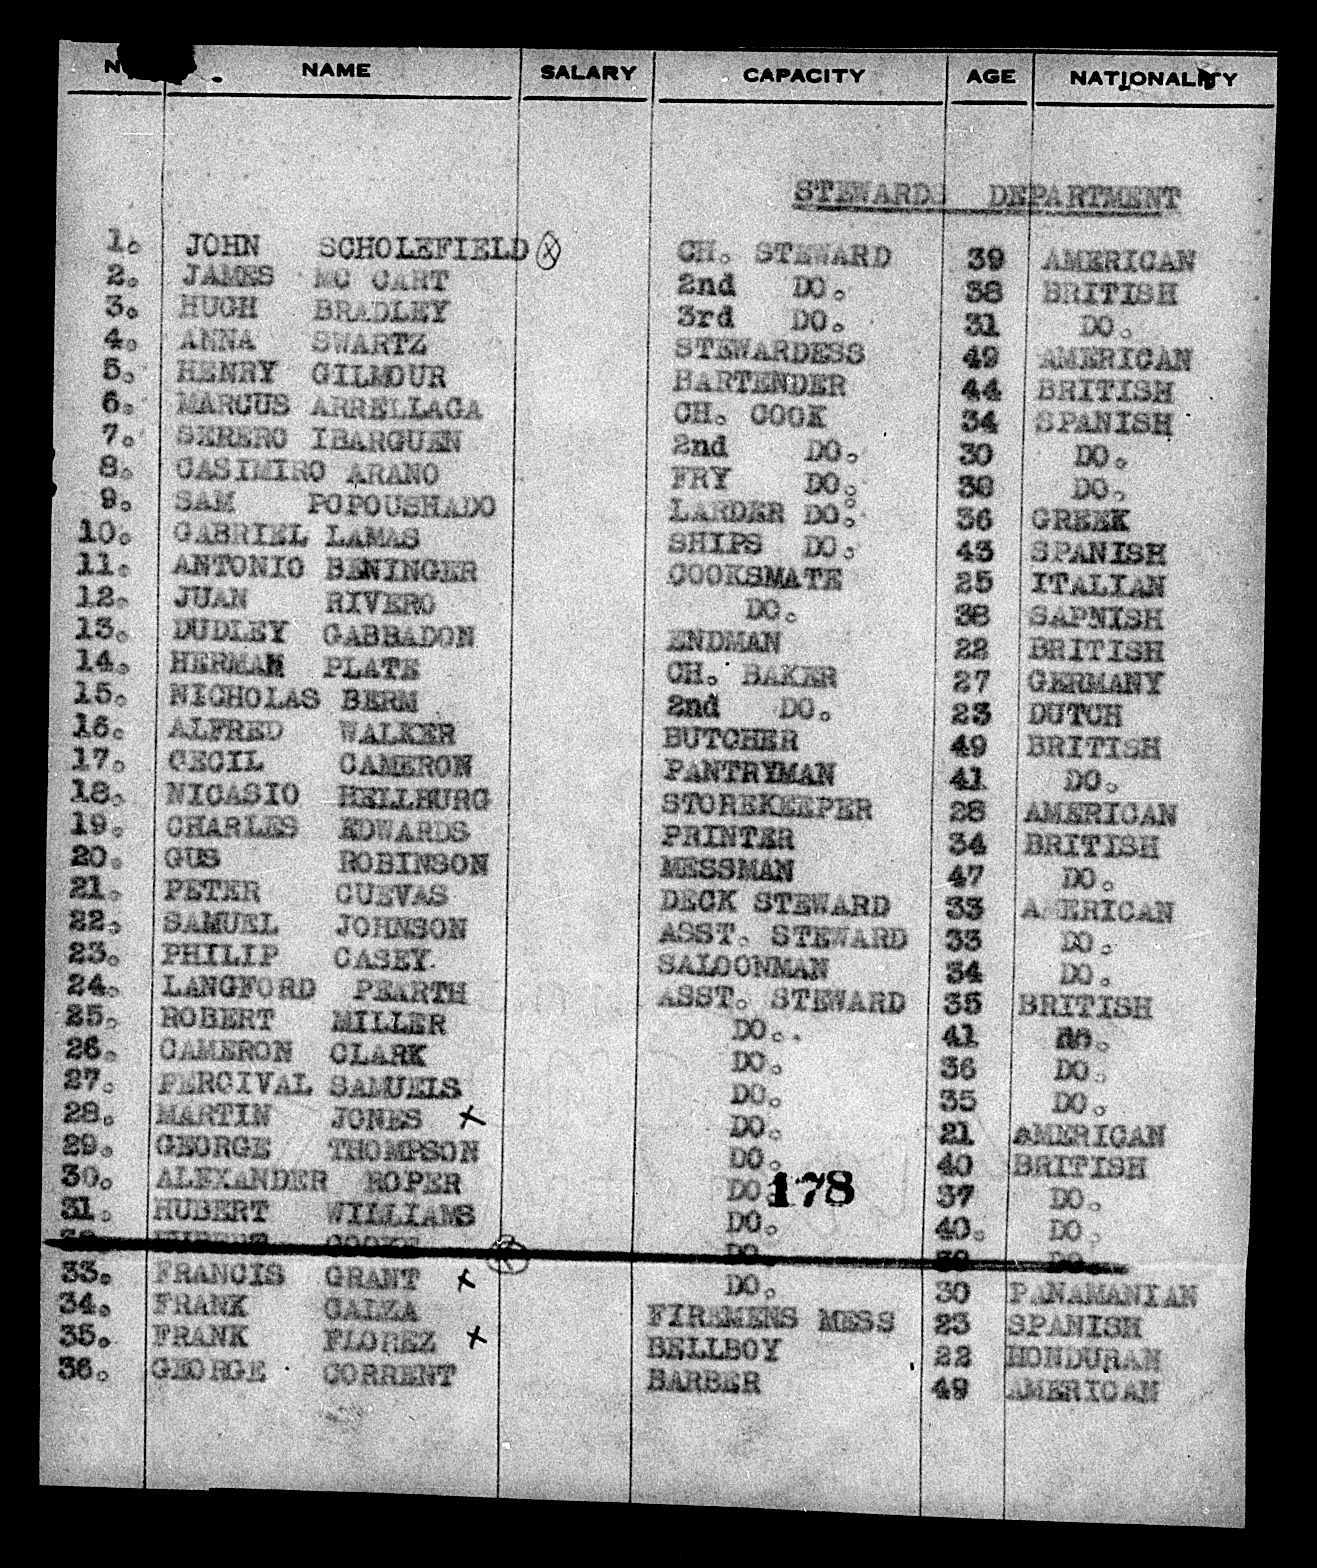 NAME SALARY CAPACITY AGE NATIONALITY
STEWARD DEPARTMENT
1. JOHN SCHOLEFIELD CH. STEWARD 39 AMERICAN
2. JAMES MC CART 2nd DO. 38 BRITISH
3. HUGH BRADLEY 3rd DO. 31 DO.
4. ANNA SWARTZ STEWARDESS 49 AMERICAN
5. HENRY GILMOUR BARTENDER 44 BRITISH
6. MARCUS ARRELLAGA CH. COOK 34 SPANISH
7. SERERO IBARGUEN 2nd DO. 30 DO.
8. CASIMIRO ARANO FRY DO. DO.
9. SAM POPOUSHADO LARDER DO. 36 GREEK
10. GABRIEL LAMAS SHIPS DO. 43 SPANISH
11. ANTONIO BENINGER COOKSMATE 25 ITALIAN
12. JUAN RIVERO DO. 38 SAPNISH
13. DUDLEY GABBADON ENDMAN 22 BRITISH
14. HERMAN PLATE CH. BAKER 27 GERMANY
15. NICHOLAS BERM 2nd DO. 23 DUTCH
16. ALFRED WALKER BUTCHER 49 BRITISH
17. CECIL CAMERON PANTRYMAN 41 DO.
18. NICASIO HELLBURG STOREKEEPER 28 AMERICAN
19. CHARLES EDWARDS PRINTER 34 BRITISH
20. GUS ROBINSON MESSMAN 47 DO.
21. PETER CUEVAS DECK STEWARD 33 AMERICAN
22. SAMUEL JOHNSON ASST. STEWARD 33 DO.
23. PHILIP CASEY. SALOONMAN 34 DO.
24. LANGFORD PEARTH ASST. STEWARD 35 BRITISH
25. ROBERT MILLER DO.. 41 do.
26. CAMERON CLARK DO. 36 DO.
27. PERCIVAL SAMUELS DO. 35 DO.
28. MARTIN JONES X DO. 21 AMERICAN
29. GEORGE THOMPSON DO. 40 BRITISH
30. ALEXANDER ROPER DO. 178 37 DO.
31. HUBERT WILLIAMS DO. 40. DO.
COOKE DO. DO.
33. FRANCIS GRANT X DO. 30 PANAMANIAN
34. FRANK GALZA FIREMENS MESS 23 SPANISH
35. FRANK FLOREZ X BELLBOY 22 HONDURAN
36. GEORGE CORRENT BARBER 49 AMERICAN